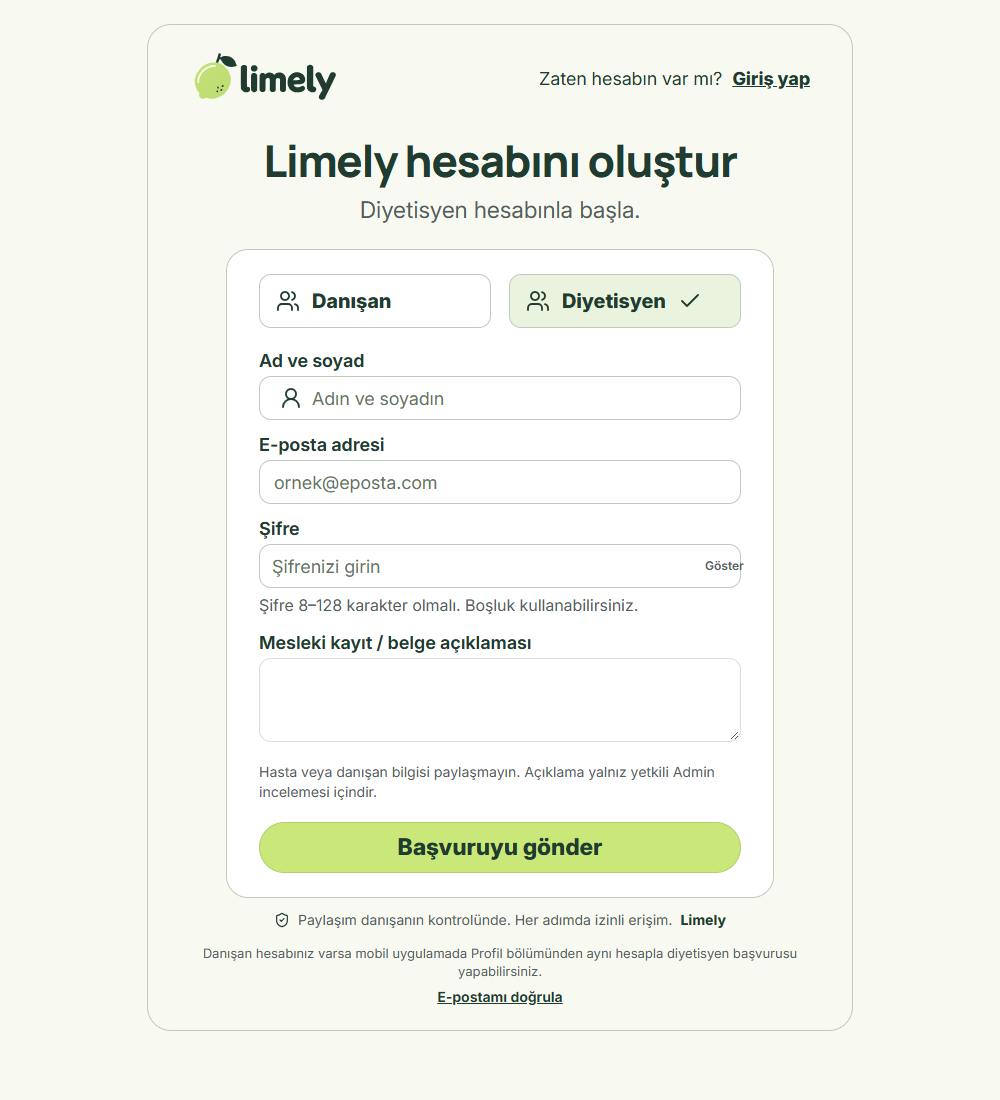 limely
Zaten hesabın var mı? Giriş yap
Limely hesabını oluştur
Diyetisyen hesabınla başla.
Danışan
Diyetisyen
Ad ve soyad
Adın ve soyadın
E-posta adresi
ornek@eposta.com
Şifre
Şifrenizi girin
Göster
Şifre 8–128 karakter olmalı. Boşluk kullanabilirsiniz.
Mesleki kayıt / belge açıklaması
Hasta veya danışan bilgisi paylaşmayın. Açıklama yalnız yetkili Admin
incelemesi içindir.
Başvuruyu gönder
Paylaşım danışanın kontrolünde. Her adımda izinli erişim. Limely
Danışan hesabınız varsa mobil uygulamada Profil bölümünden aynı hesapla diyetisyen başvurusu
yapabilirsiniz.
E-postamı doğrula